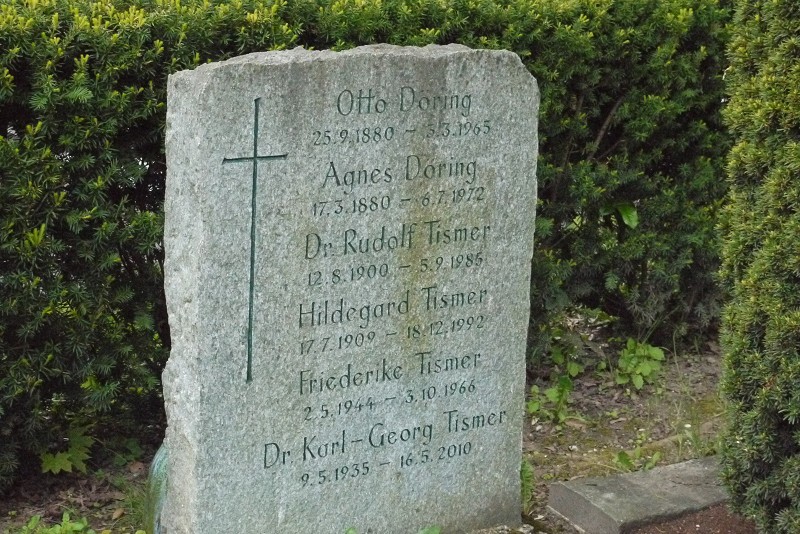 Otto Döring
25.9.1880 – 3.3.1965
Agnes Döring
17.3.1880 – 6.7.1972
Dr. Rudolf Tismer
12.8.1900 – 5.9.1985
Hildegard Tismer
17.7.1909 – 18.12.1992
Friederike Tismer
2.5.1944 – 3.10.1966
Dr. Karl-Georg Tismer
9.5.1935 – 16.5.2010